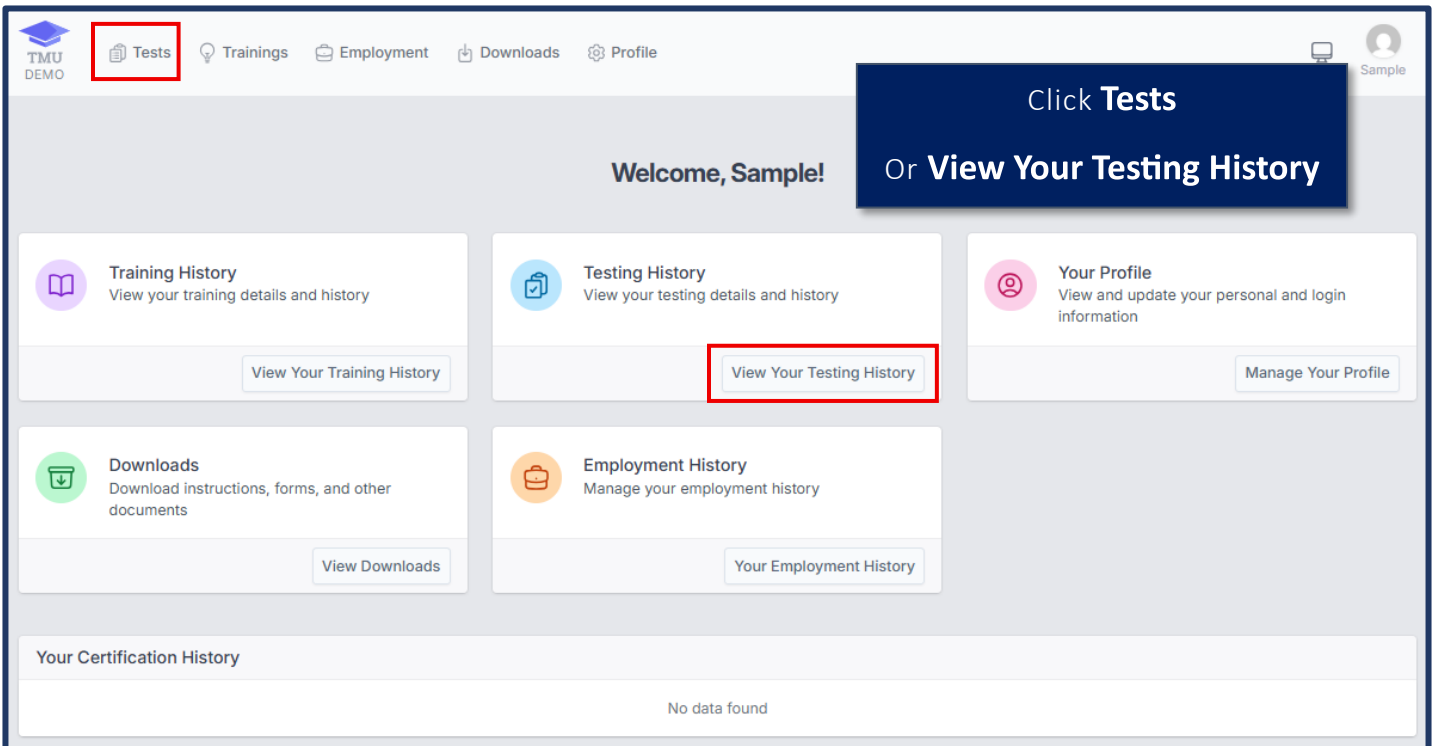 TMU
DEMO
Tests
Trainings
Employment
Downloads
Profile
Sample
Click Tests
Or View Your Testing History
Welcome, Sample!
Training History
View your training details and history
View Your Training History
Testing History
View your testing details and history
View Your Testing History
Your Profile
View and update your personal and login
information
Manage Your Profile
Downloads
Download instructions, forms, and other
documents
View Downloads
Employment History
Manage your employment history
Your Employment History
Your Certification History
No data found